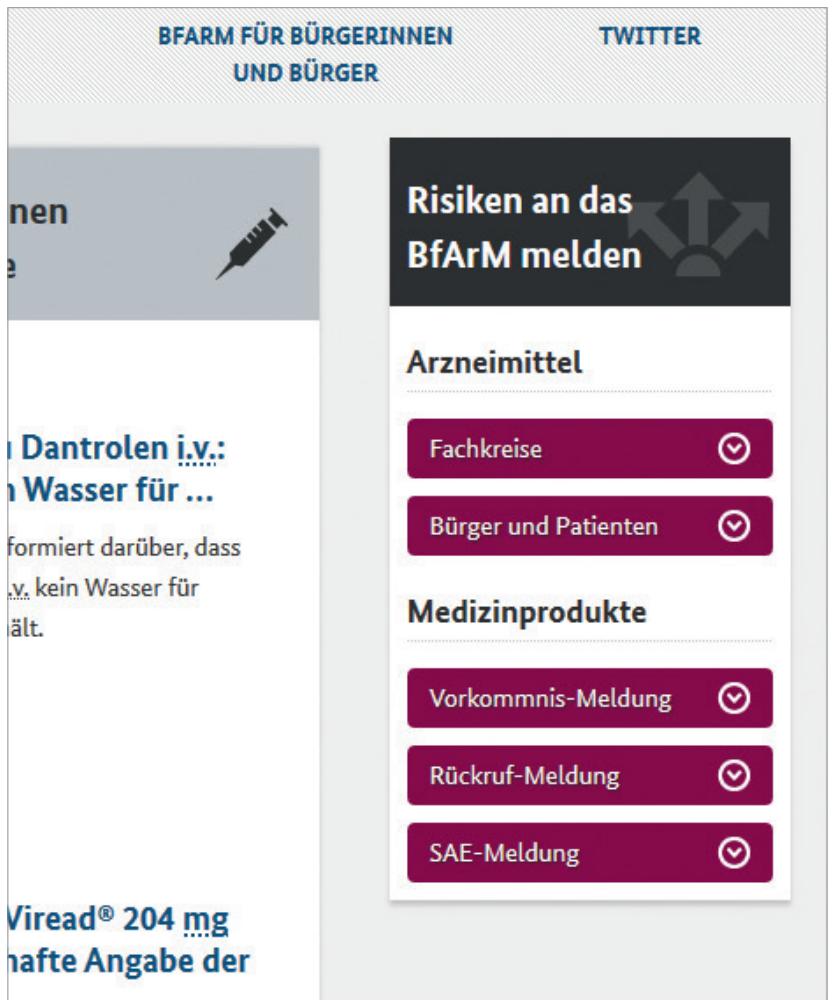 BFARM FÜR BÜRGERINNEN
UND BÜRGER
TWITTER
nen
e
Dantrolen i.v.:
Wasser für ...
formiert darüber, dass
.v. kein Wasser für
ält.
Viread® 204 mg
hafte Angabe der
Risiken an das
BfArM melden
Arzneimittel
Fachkreise
Bürger und Patienten
Medizinprodukte
Vorkommnis-Meldung
Rückruf-Meldung
SAE-Meldung